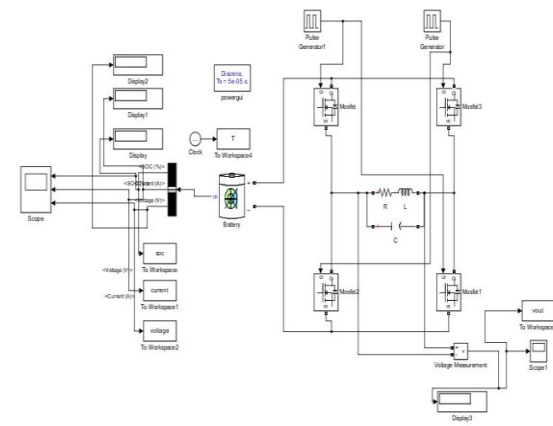 Pulse
Generator1
Pulse
Generator
Display2
Discrete,
Ts = 5e-05 s.
powergui
Display1
Mosfet
Mosfet3
Display
Clock
T
To Workspace4
<SOC (%)>
<Voltage (V)>
Scope
m
+
-
Battery
R
L
C
soc
To Workspace
<Voltage (V)>
current
<Current (A)>
To Workspace1
Mosfet2
Mosfet1
voltage
To Workspace2
vout
To Workspace
Scope1
+
-
v
Voltage Measurement
Display3